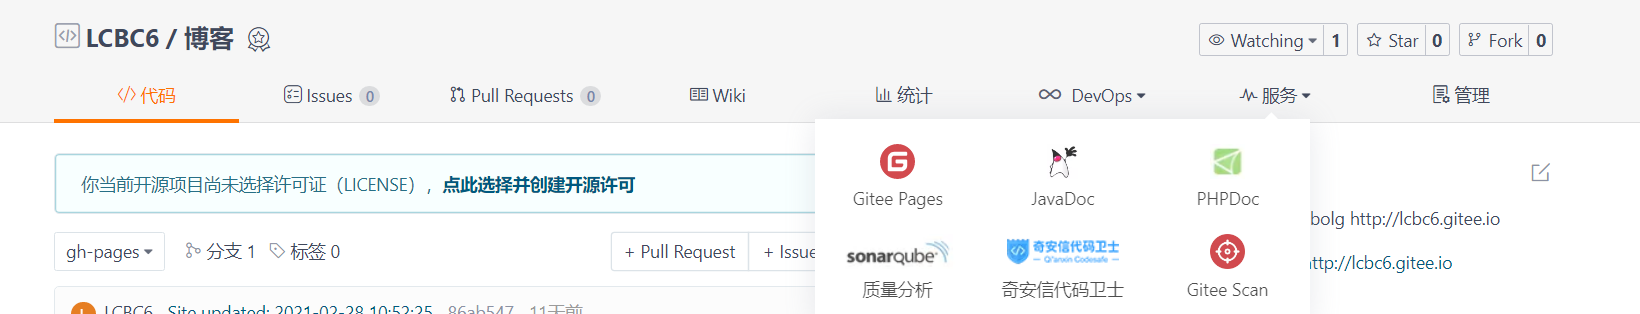 LCBC6 / 博客
Watching 1 Star 0 Fork 0
代码 Issues 0 Pull Requests 0 Wiki 统计 DevOps 服务 管理
你当前开源项目尚未选择许可证（LICENSE），点此选择并创建开源许可
Gitee Pages JavaDoc PHPDoc
bolg http://lcbc6.gitee.io
gh-pages 分支 1 标签 0 + Pull Request + Issue
sonarqube 奇安信代码卫士
Qi'anxin Codesafe
http://lcbc6.gitee.io
质量分析 奇安信代码卫士 Gitee Scan
LCBC6 Site updated: 2021-02-28 10:52:25 86ab547 11天前